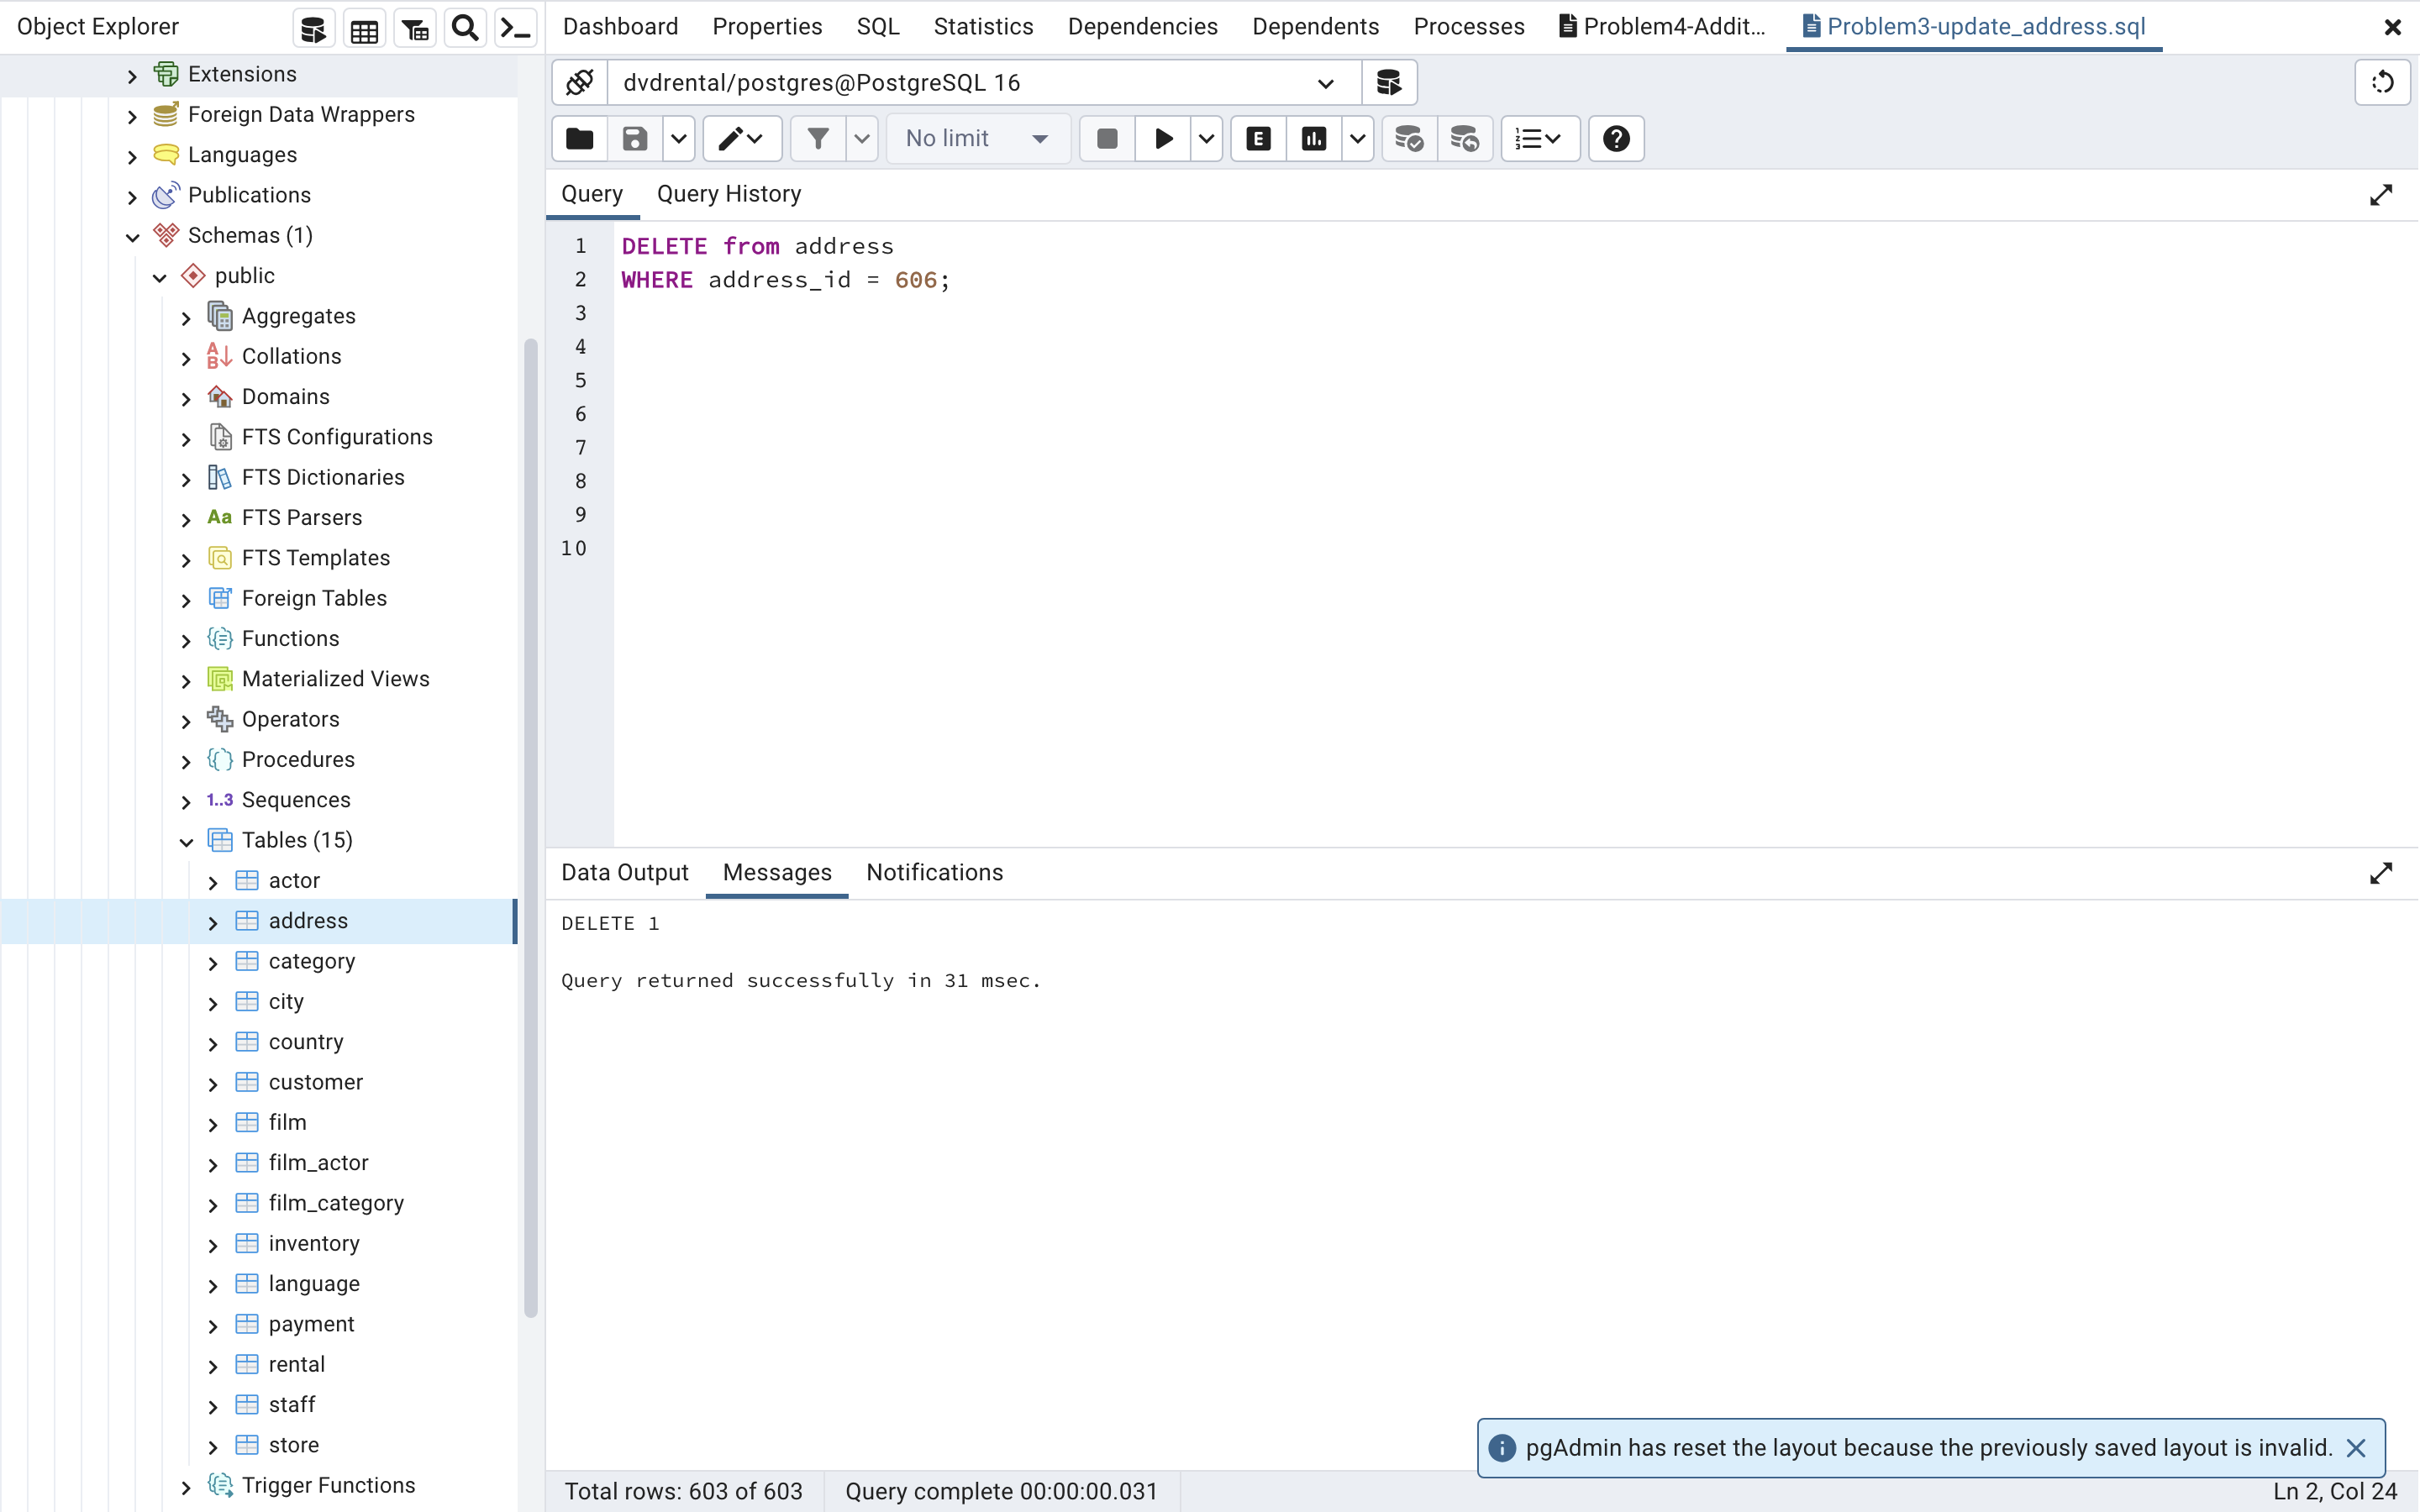 Object Explorer
Extensions
Foreign Data Wrappers
Languages
Publications
Schemas (1)
public
Aggregates
Collations
Domains
FTS Configurations
FTS Dictionaries
Aa FTS Parsers
FTS Templates
Foreign Tables
Functions
Materialized Views
Operators
Procedures
1..3 Sequences
Tables (15)
actor
address
category
city
country
customer
film
film_actor
film_category
inventory
language
payment
rental
staff
store
Trigger Functions
Dashboard Properties SQL Statistics Dependencies Dependents Processes Problem4-Addit... Problem3-update_address.sql
dvdrental/postgres@PostgreSQL 16
No limit E
Query Query History
1 DELETE from address
2 WHERE address_id = 606;
3
4
5
6
7
8
9
10
Data Output Messages Notifications
DELETE 1
Query returned successfully in 31 msec.
pgAdmin has reset the layout because the previously saved layout is invalid.
Total rows: 603 of 603 Query complete 00:00:00.031 Ln 2, Col 24